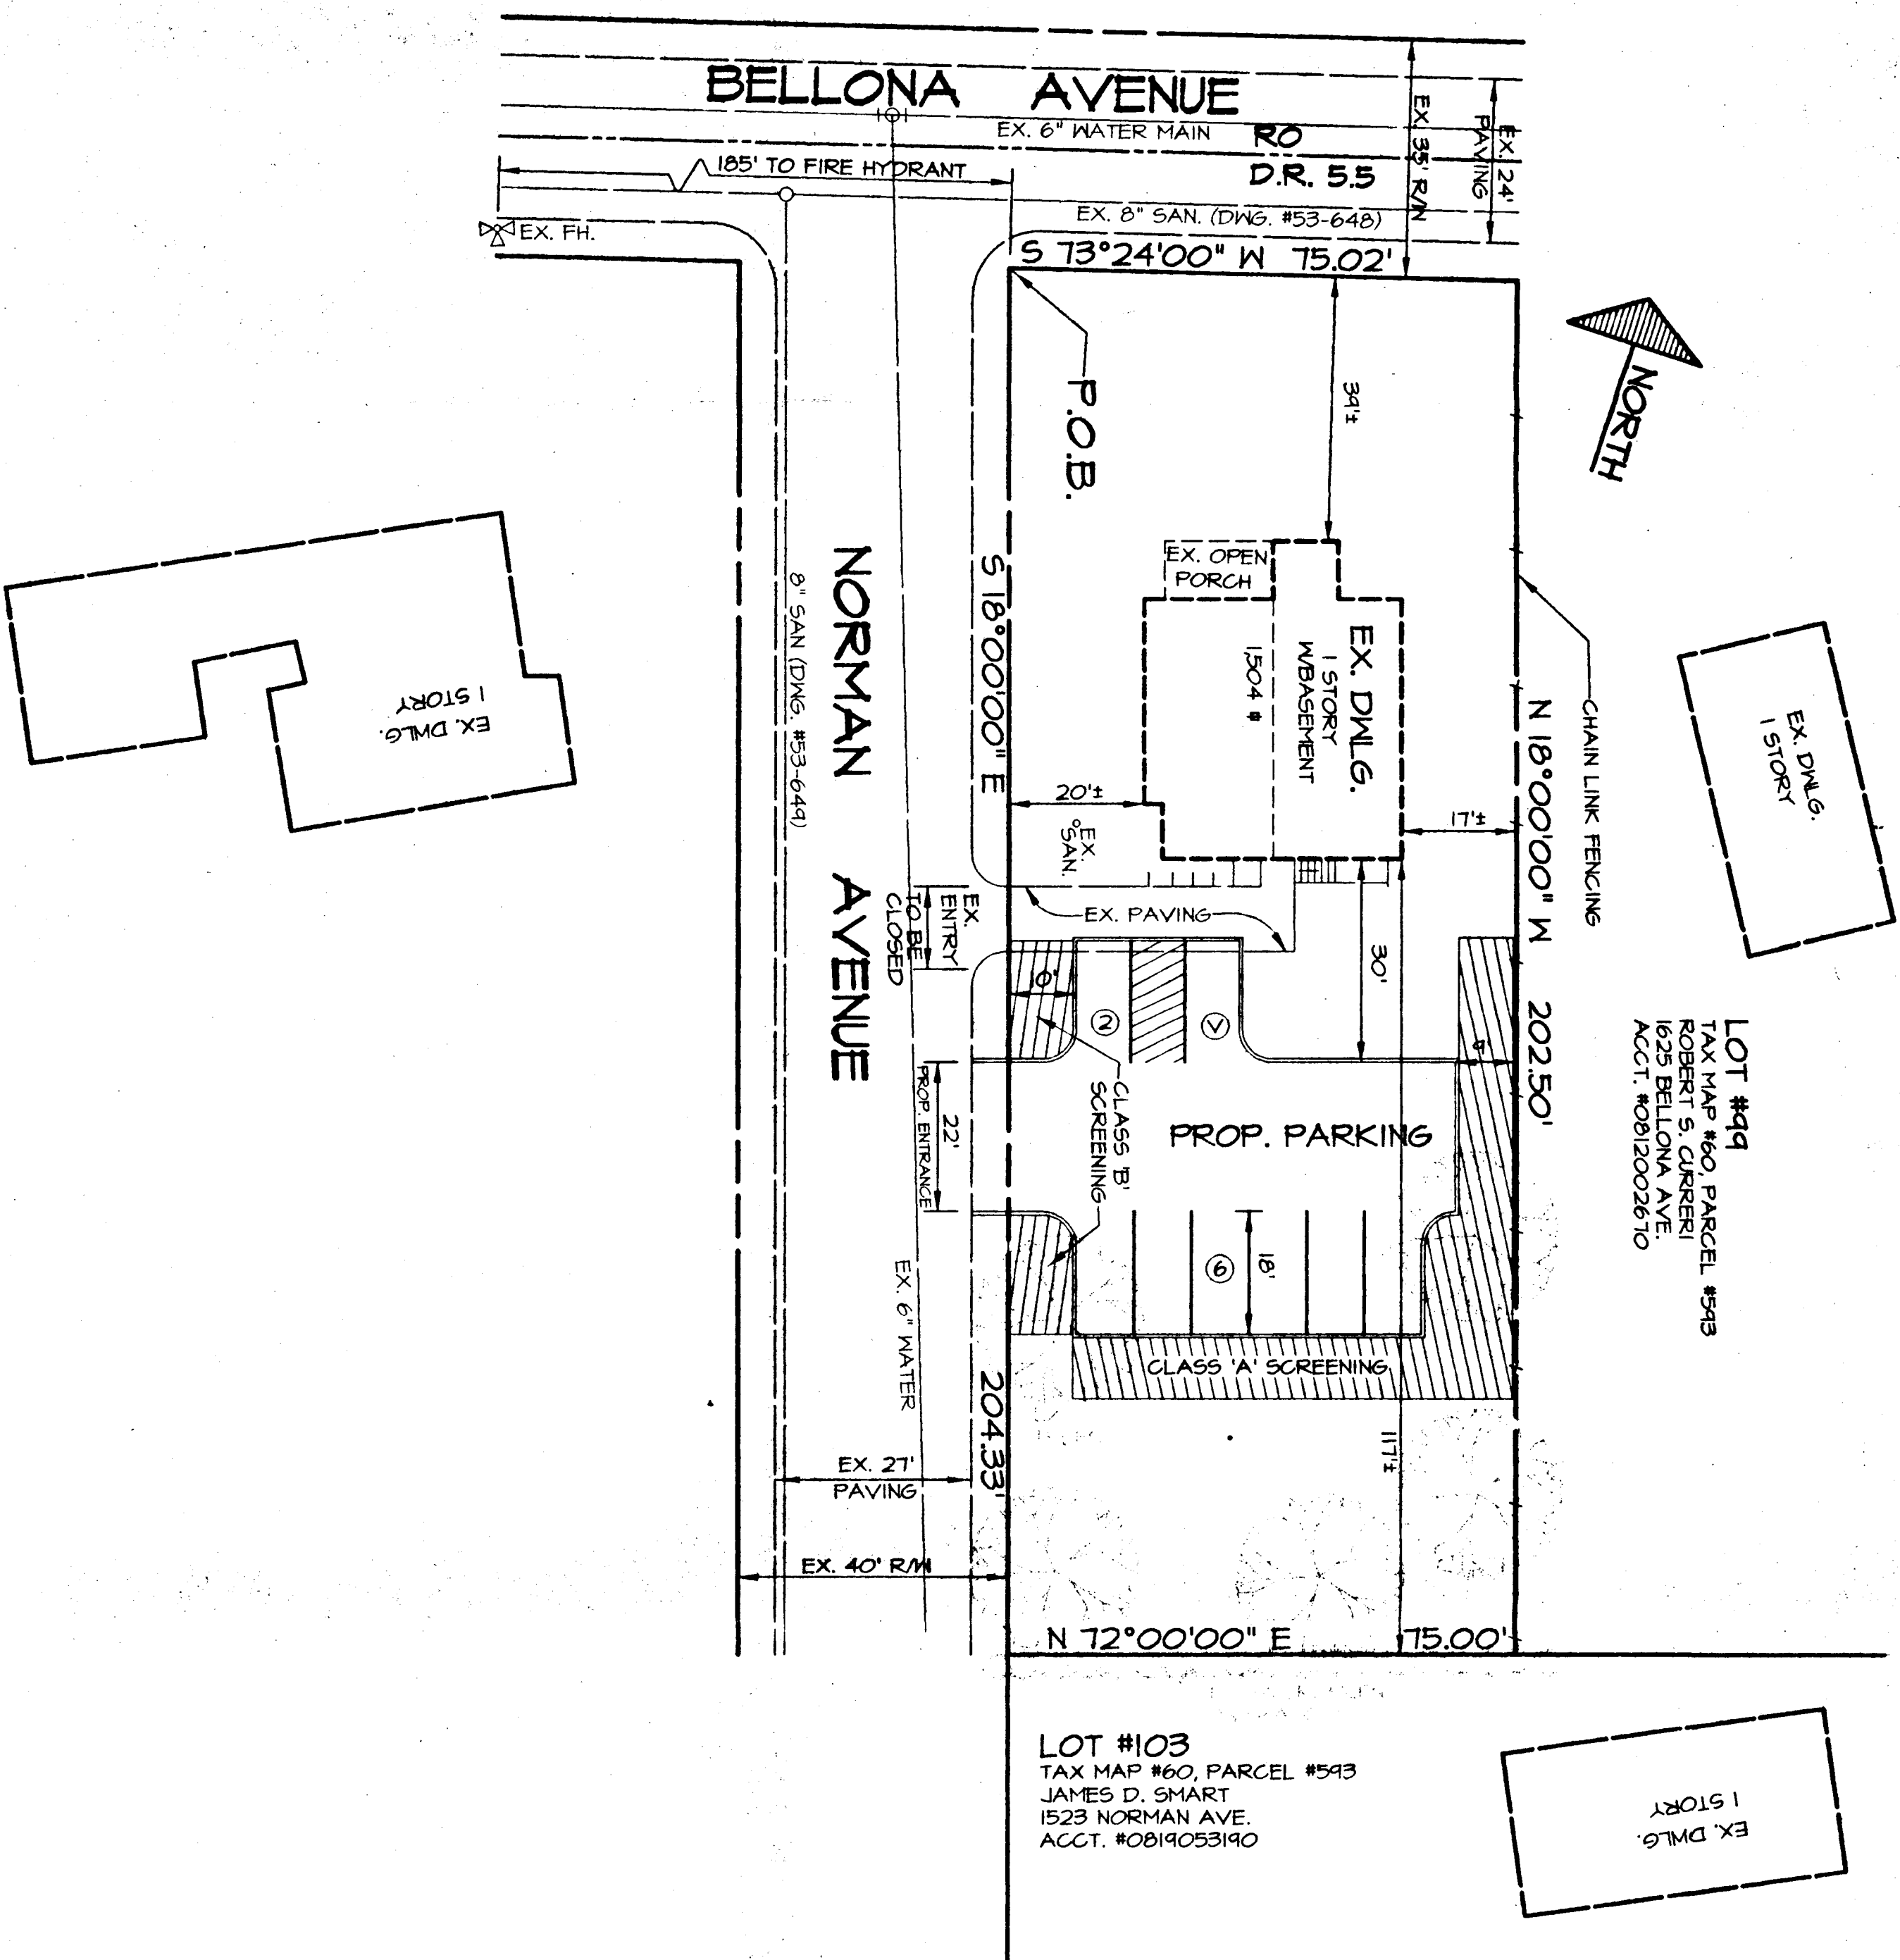 BELLONA AVENUE
EX. 6" WATER MAIN
RO
D.R. 5.5
185' TO FIRE HYDRANT
EX. 35' R/W
EX. 24'
PAVING
EX. 8" SAN. (DWG. #53-648)
EX. FH.
S 73°24'00" W 75.02'
NORTH
P.O.B.
39'±
EX. OPEN
PORCH
EX. DWLG.
1 STORY
W/BASEMENT
1,504 #
S 18°00'00" E
204.33'
NORMAN AVENUE
8" SAN (DWG. #53-649)
EX. DWLG.
1 STORY
CHAIN LINK FENCING
N 18°00'00" W 202.50'
EX. DWLG.
1 STORY
20'±
17'±
EX.
SAN.
EX. PAVING
EX.
ENTRY
TO BE
CLOSED
30'
10'
2
V
9'
LOT #99
TAX MAP #60, PARCEL #593
ROBERT S. CURRERI
1625 BELLONA AVE.
ACCT. #0812002670
CLASS 'B'
SCREENING
PROP. PARKING
22'
PROP. ENTRANCE
6
18'
EX. 6" WATER
CLASS 'A' SCREENING
117'±
EX. 27'
PAVING
EX. 40' R/W
N 72°00'00" E 75.00'
LOT #103
TAX MAP #60, PARCEL #593
JAMES D. SMART
1523 NORMAN AVE.
ACCT. #0819053190
EX. DWLG.
1 STORY